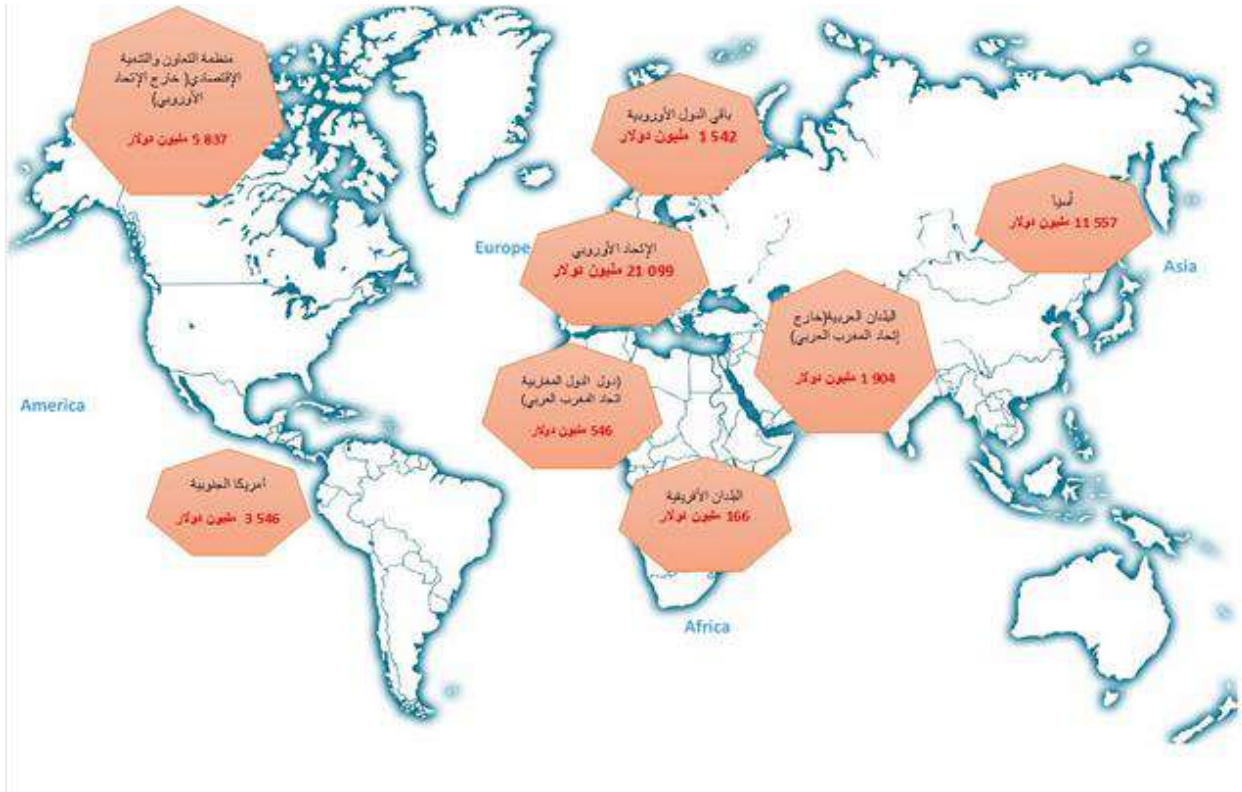 منظمة التعاون والتنمية
الإقتصادي( خارج الإتحاد
الأوروبي)
5 837 مليون دولار
باقي الدول الأوروبية
1 542 مليون دولار
أسيا
11 557 مليون دولار
Europe
الإتحاد الأوروبي
21 099 مليون دولار
Asia
البلدان العربية(خارج
إتحاد المغرب العربي)
1 904 مليون دولار
(دول الدول المغاربية
اتحاد المغرب العربي)
546 مليون دولار
America
أمريكا الجنوبية
3 546 مليون دولار
البلدان الأفريقية
166 مليون دولار
Africa